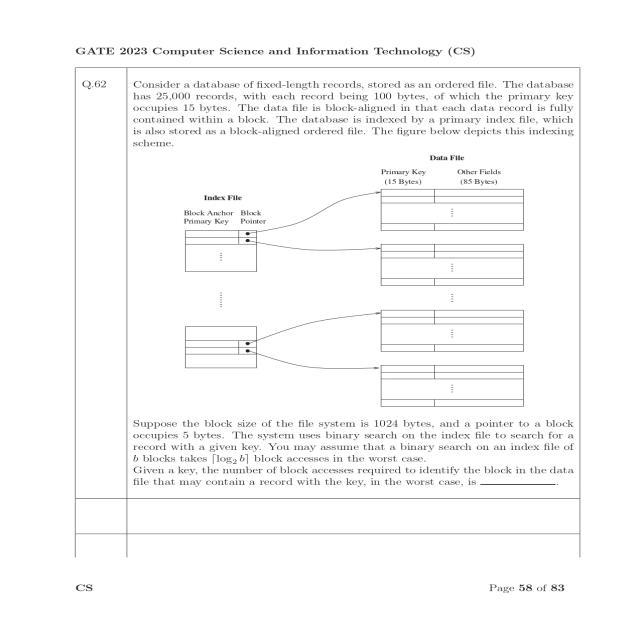 GATE 2023 Computer Science and Information Technology (CS)
Q.62
Consider a database of fixed-length records, stored as an ordered file. The database
has 25,000 records, with each record being 100 bytes, of which the primary key
occupies 15 bytes. The data file is block-aligned in that each data record is fully
contained within a block. The database is indexed by a primary index file, which
is also stored as a block-aligned ordered file. The figure below depicts this indexing
scheme.
Data File
Primary Key Other Fields
(15 Bytes) (85 Bytes)
Index File
Block Anchor Block
Primary Key Pointer
Suppose the block size of the file system is 1024 bytes, and a pointer to a block
occupies 5 bytes. The system uses binary search on the index file to search for a
record with a given key. You may assume that a binary search on an index file of
b blocks takes ⌈log₂ b⌉ block accesses in the worst case.
Given a key, the number of block accesses required to identify the block in the data
file that may contain a record with the key, in the worst case, is ____________.
CS Page 58 of 83